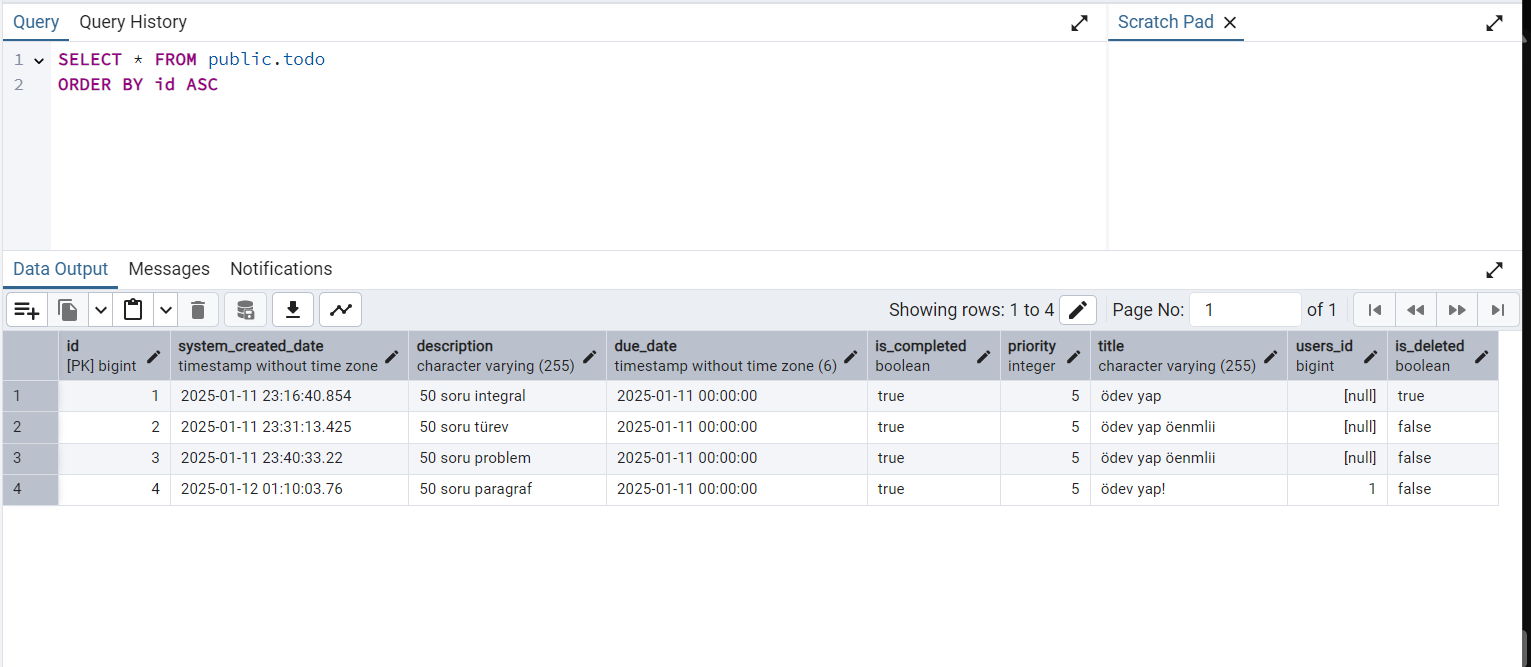 Query Query History Scratch Pad
1 SELECT * FROM public.todo
2 ORDER BY id ASC
Data Output Messages Notifications
Showing rows: 1 to 4 Page No: 1 of 1
id system_created_date description due_date is_completed priority title users_id is_deleted
[PK] bigint timestamp without time zone character varying (255) timestamp without time zone (6) boolean integer character varying (255) bigint boolean
1 1 2025-01-11 23:16:40.854 50 soru integral 2025-01-11 00:00:00 true 5 ödev yap [null] true
2 2 2025-01-11 23:31:13.425 50 soru türev 2025-01-11 00:00:00 true 5 ödev yap öenmlii [null] false
3 3 2025-01-11 23:40:33.22 50 soru problem 2025-01-11 00:00:00 true 5 ödev yap öenmlii [null] false
4 4 2025-01-12 01:10:03.76 50 soru paragraf 2025-01-11 00:00:00 true 5 ödev yap! 1 false